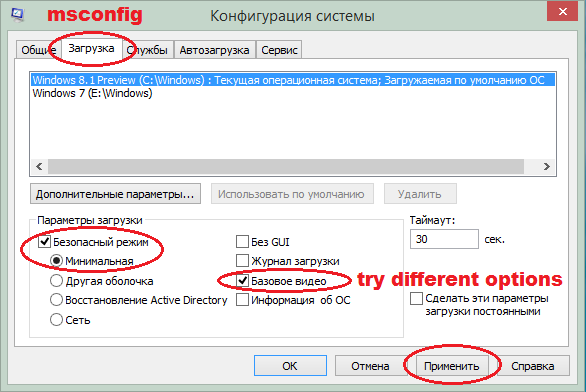 msconfig
Конфигурация системы
Общие Загрузка Службы Автозагрузка Сервис
Windows 8.1 Preview (C:\Windows) : Текущая операционная система; Загружаемая по умолчанию ОС
Windows 7 (E:\Windows)
Дополнительные параметры... Использовать по умолчанию Удалить
Параметры загрузки
Таймаут:
Безопасный режим Без GUI 30 сек.
Минимальная Журнал загрузки
Другая оболочка Базовое видео try different options
Восстановление Active Directory Информация об ОС Сделать эти параметры
загрузки постоянными
Сеть
ОК Отмена Применить Справка